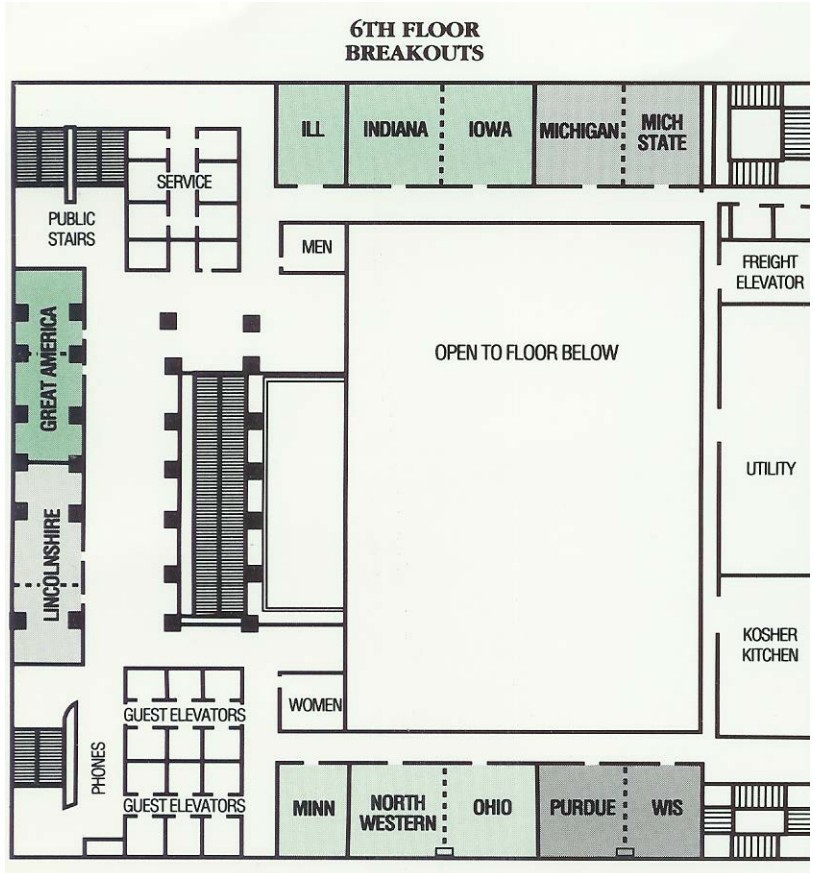 6TH FLOOR
BREAKOUTS
ILL
INDIANA
IOWA
MICHIGAN
MICH
STATE
SERVICE
PUBLIC
STAIRS
MEN
FREIGHT
ELEVATOR
GREAT AMERICA
OPEN TO FLOOR BELOW
UTILITY
LINCOLNSHIRE
KOSHER
KITCHEN
WOMEN
GUEST ELEVATORS
PHONES
GUEST ELEVATORS
MINN
NORTH
WESTERN
OHIO
PURDUE
WIS